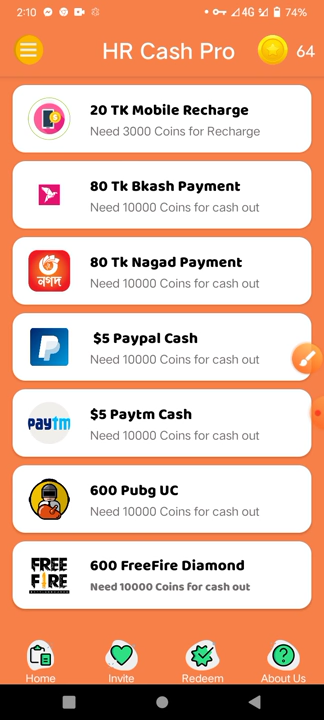 2:10 4G 74%
HR Cash Pro 64
20 TK Mobile Recharge
Need 3000 Coins for Recharge
80 Tk Bkash Payment
Need 10000 Coins for cash out
80 Tk Nagad Payment
নগদ
Need 10000 Coins for cash out
$5 Paypal Cash
Need 10000 Coins for cash out
$5 Paytm Cash
paytm
Need 10000 Coins for cash out
600 Pubg UC
Need 10000 Coins for cash out
600 FreeFire Diamond
FREE
FIRE
Need 10000 Coins for cash out
Home Invite Redeem About Us